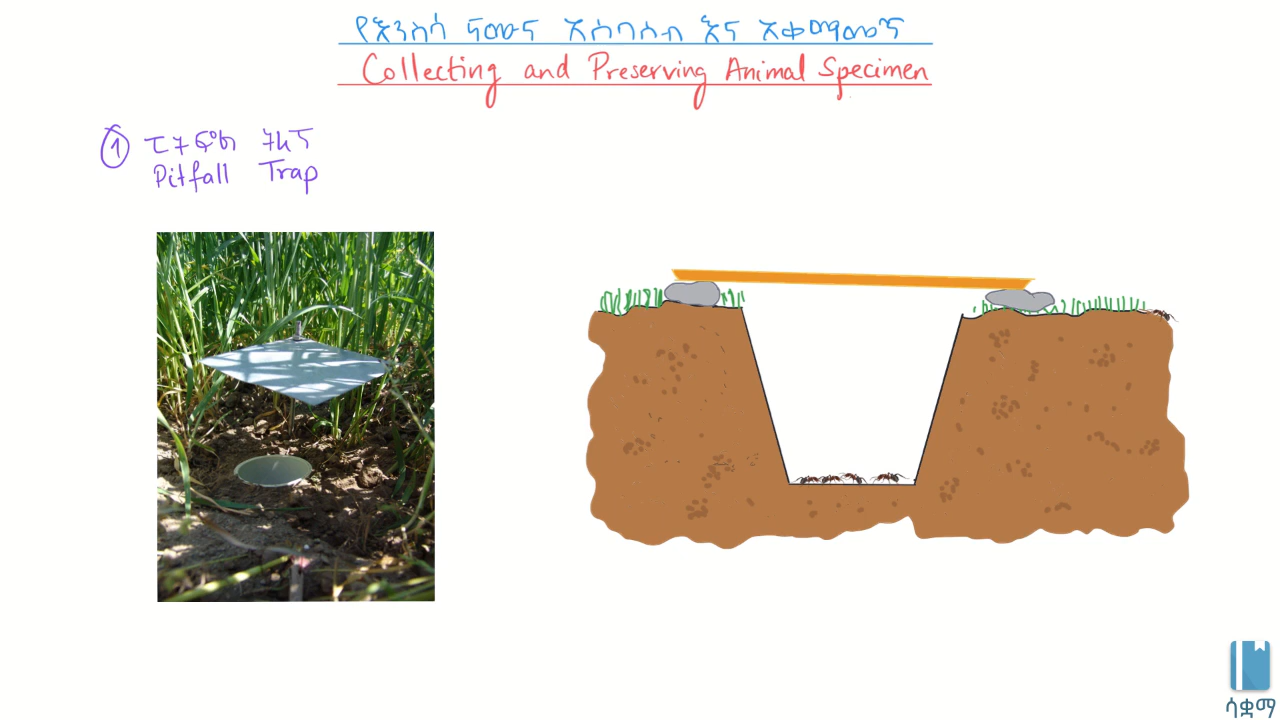 የእንስሳ ናሙና አሰባሰብ እና አቀማመጥ
Collecting and Preserving Animal Specimen
1 ፒትፎል ትራፕ
Pitfall Trap
ሳቋማ